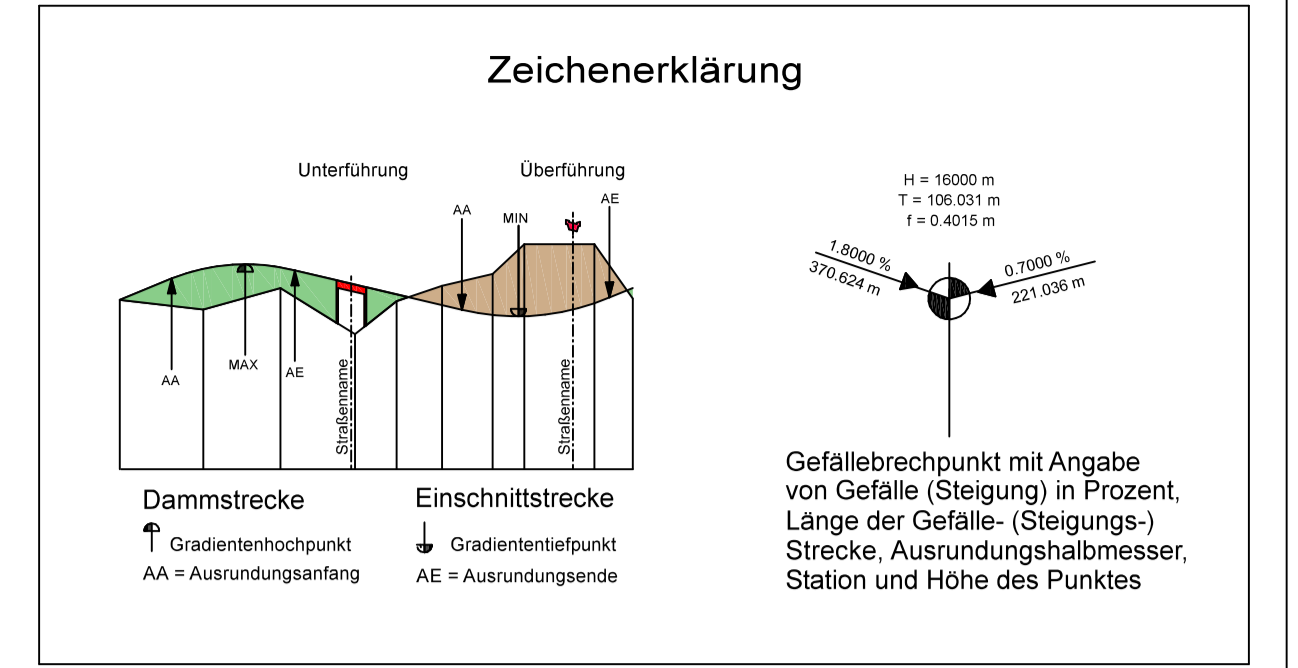 Zeichenerklärung
Unterführung
Überführung
AA
MIN
AE
AA
MAX
AE
Straßenname
Straßenname
Dammstrecke
Gradientenhochpunkt
AA = Ausrundungsanfang
Einschnittstrecke
Gradiententiefpunkt
AE = Ausrundungsende
H = 16000 m
T = 106.031 m
f = 0.4015 m
1.8000 %
370.624 m
0.7000 %
221.036 m
Gefällebrechpunkt mit Angabe
von Gefälle (Steigung) in Prozent,
Länge der Gefälle- (Steigungs-)
Strecke, Ausrundungshalbmesser,
Station und Höhe des Punktes